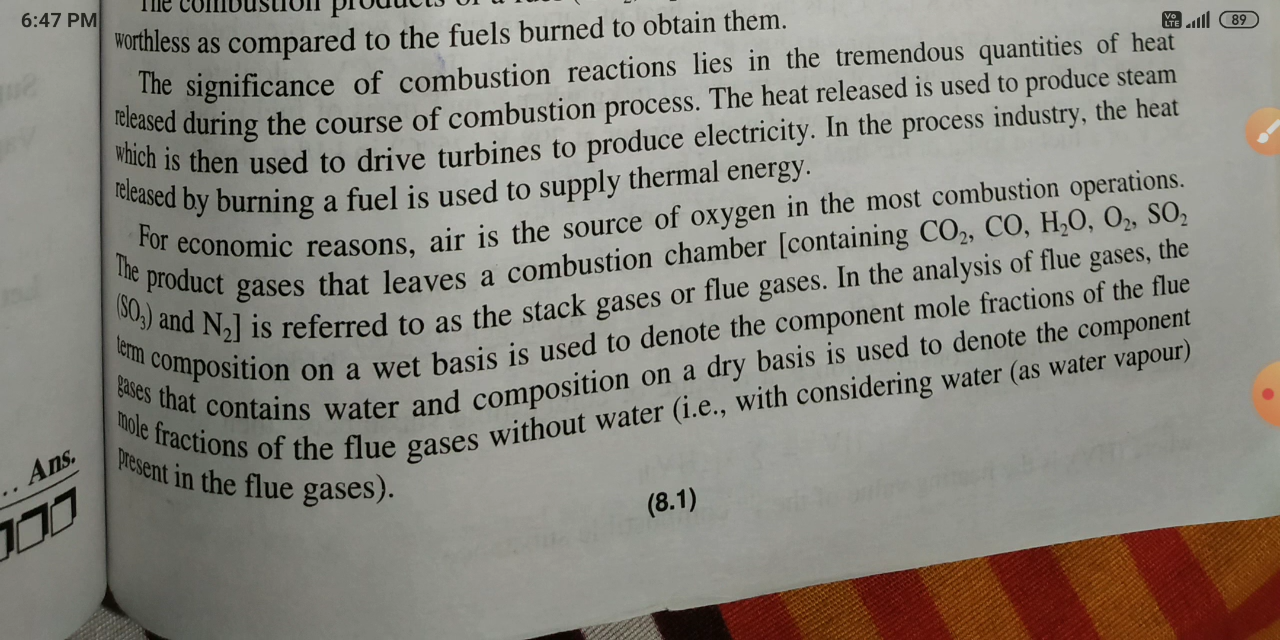 6:47 PM
Vo LTE 89
The combustion products of a
worthless as compared to the fuels burned to obtain them.
The significance of combustion reactions lies in the tremendous quantities of heat
released during the course of combustion process. The heat released is used to produce steam
which is then used to drive turbines to produce electricity. In the process industry, the heat
released by burning a fuel is used to supply thermal energy.
For economic reasons, air is the source of oxygen in the most combustion operations.
The product gases that leaves a combustion chamber [containing CO₂, CO, H₂O, O₂, SO₂
(SO₃) and N₂] is referred to as the stack gases or flue gases. In the analysis of flue gases, the
term composition on a wet basis is used to denote the component mole fractions of the flue
gases that contains water and composition on a dry basis is used to denote the component
mole fractions of the flue gases without water (i.e., with considering water (as water vapour)
present in the flue gases).
(8.1)
.. Ans.